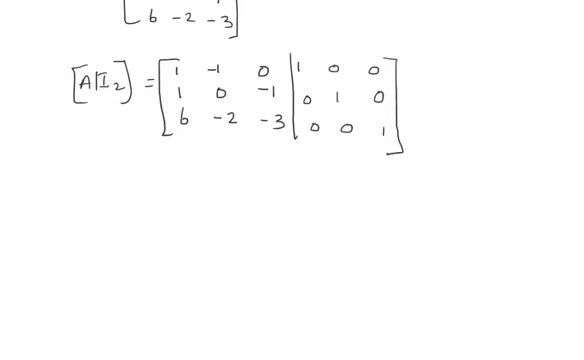 6 -2 -3
[A|I2] = [ 1 -1 0 | 1 0 0
1 0 -1 | 0 1 0
6 -2 -3 | 0 0 1 ]